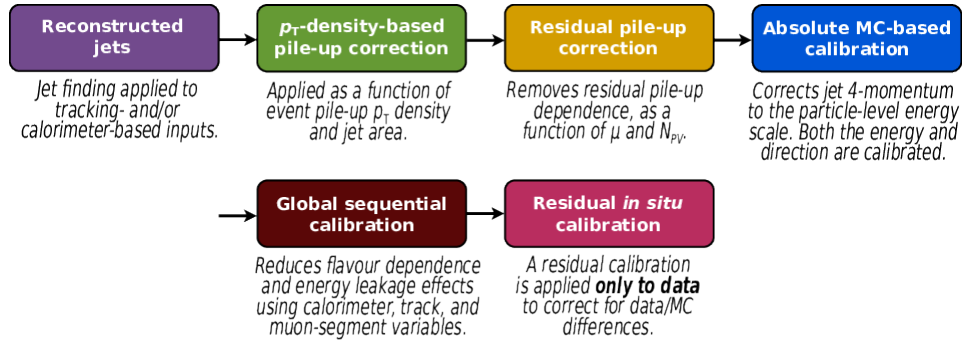 Reconstructed
jets
Jet finding applied to
tracking- and/or
calorimeter-based inputs.
pT-density-based
pile-up correction
Applied as a function of
event pile-up pT density
and jet area.
Residual pile-up
correction
Removes residual pile-up
dependence, as a
function of µ and NPV.
Absolute MC-based
calibration
Corrects jet 4-momentum
to the particle-level energy
scale. Both the energy and
direction are calibrated.
Global sequential
calibration
Reduces flavour dependence
and energy leakage effects
using calorimeter, track, and
muon-segment variables.
Residual in situ
calibration
A residual calibration
is applied only to data
to correct for data/MC
differences.